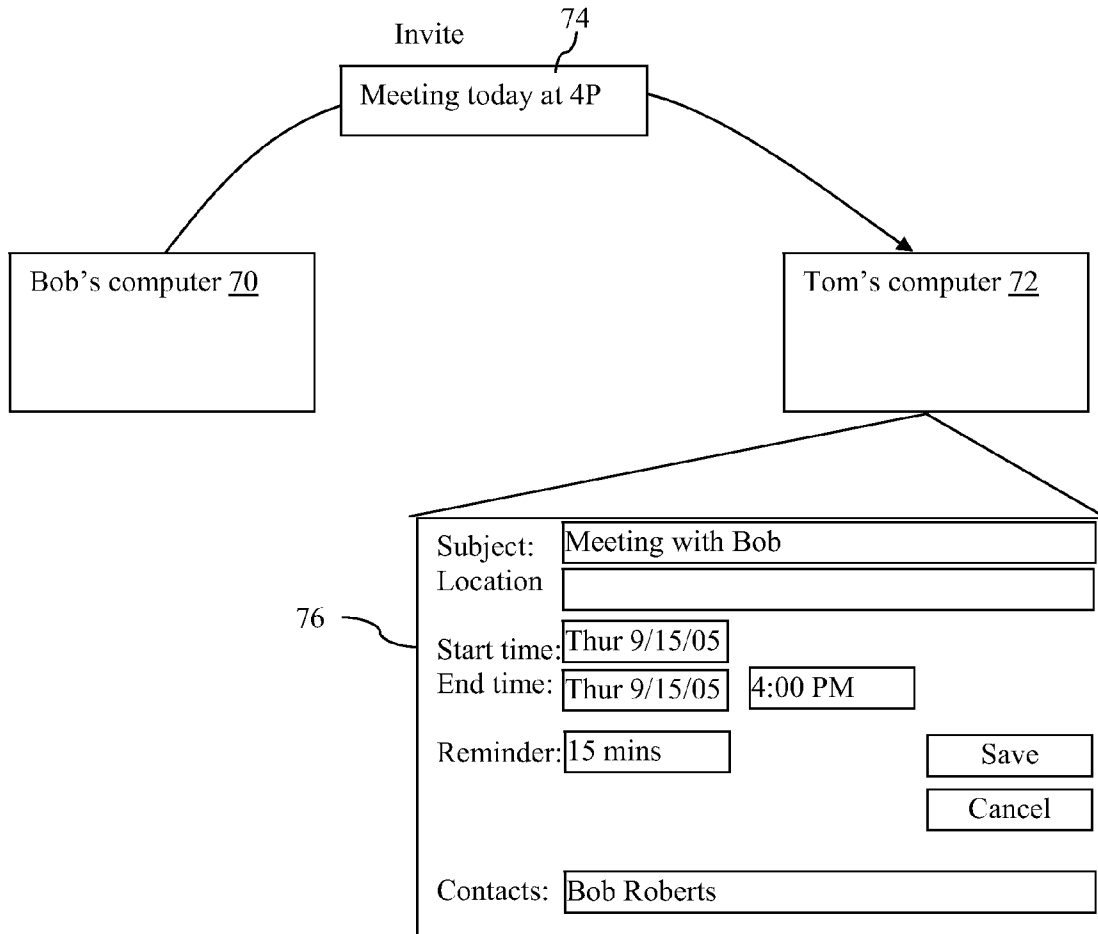 Invite
74
Meeting today at 4P
Bob's computer 70
Tom's computer 72
76
Subject: Meeting with Bob
Location
Start time: Thur 9/15/05
End time: Thur 9/15/05 4:00 PM
Reminder: 15 mins
Save
Cancel
Contacts: Bob Roberts